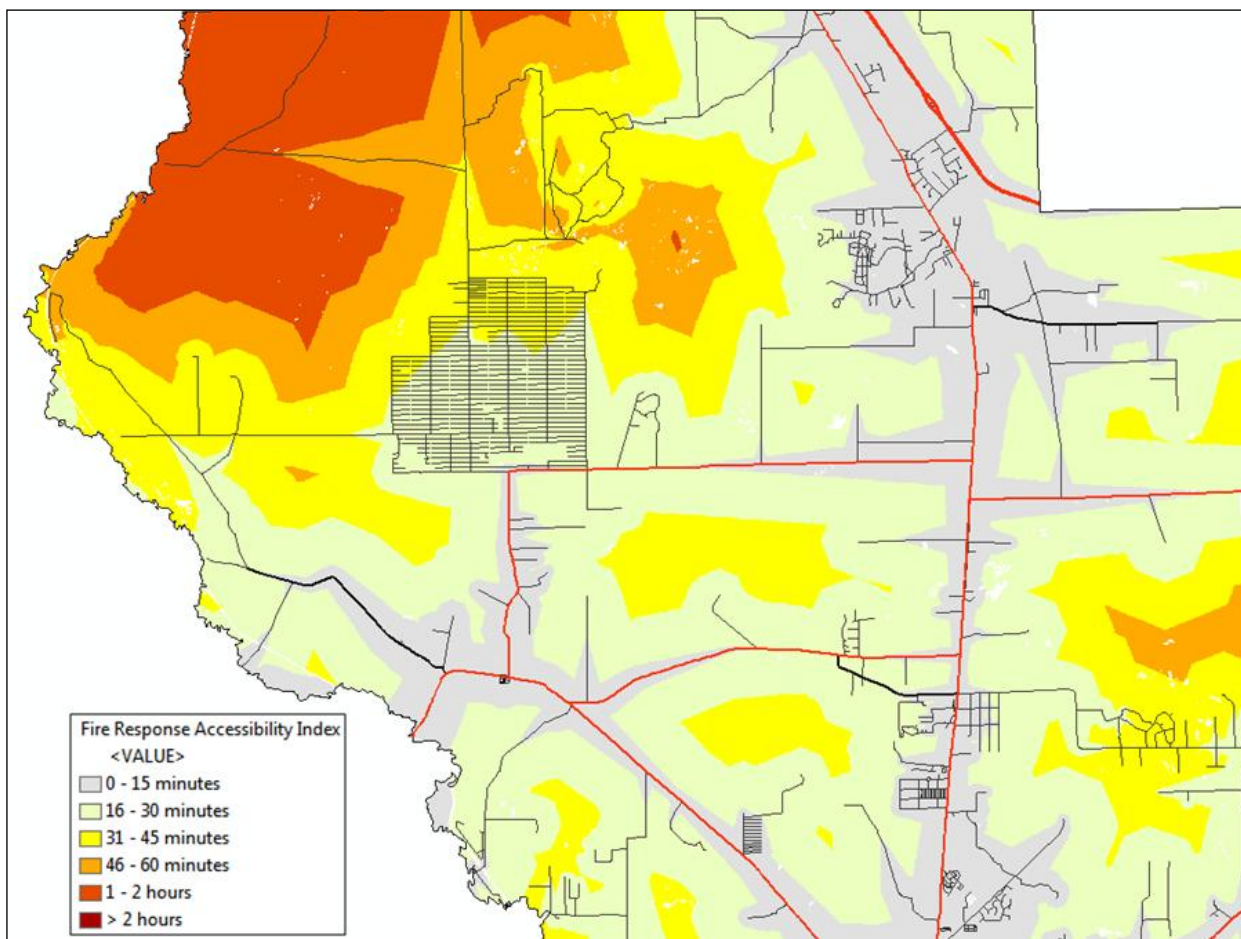 Fire Response Accessibility Index
<VALUE>
0 - 15 minutes
16 - 30 minutes
31 - 45 minutes
46 - 60 minutes
1 - 2 hours
> 2 hours